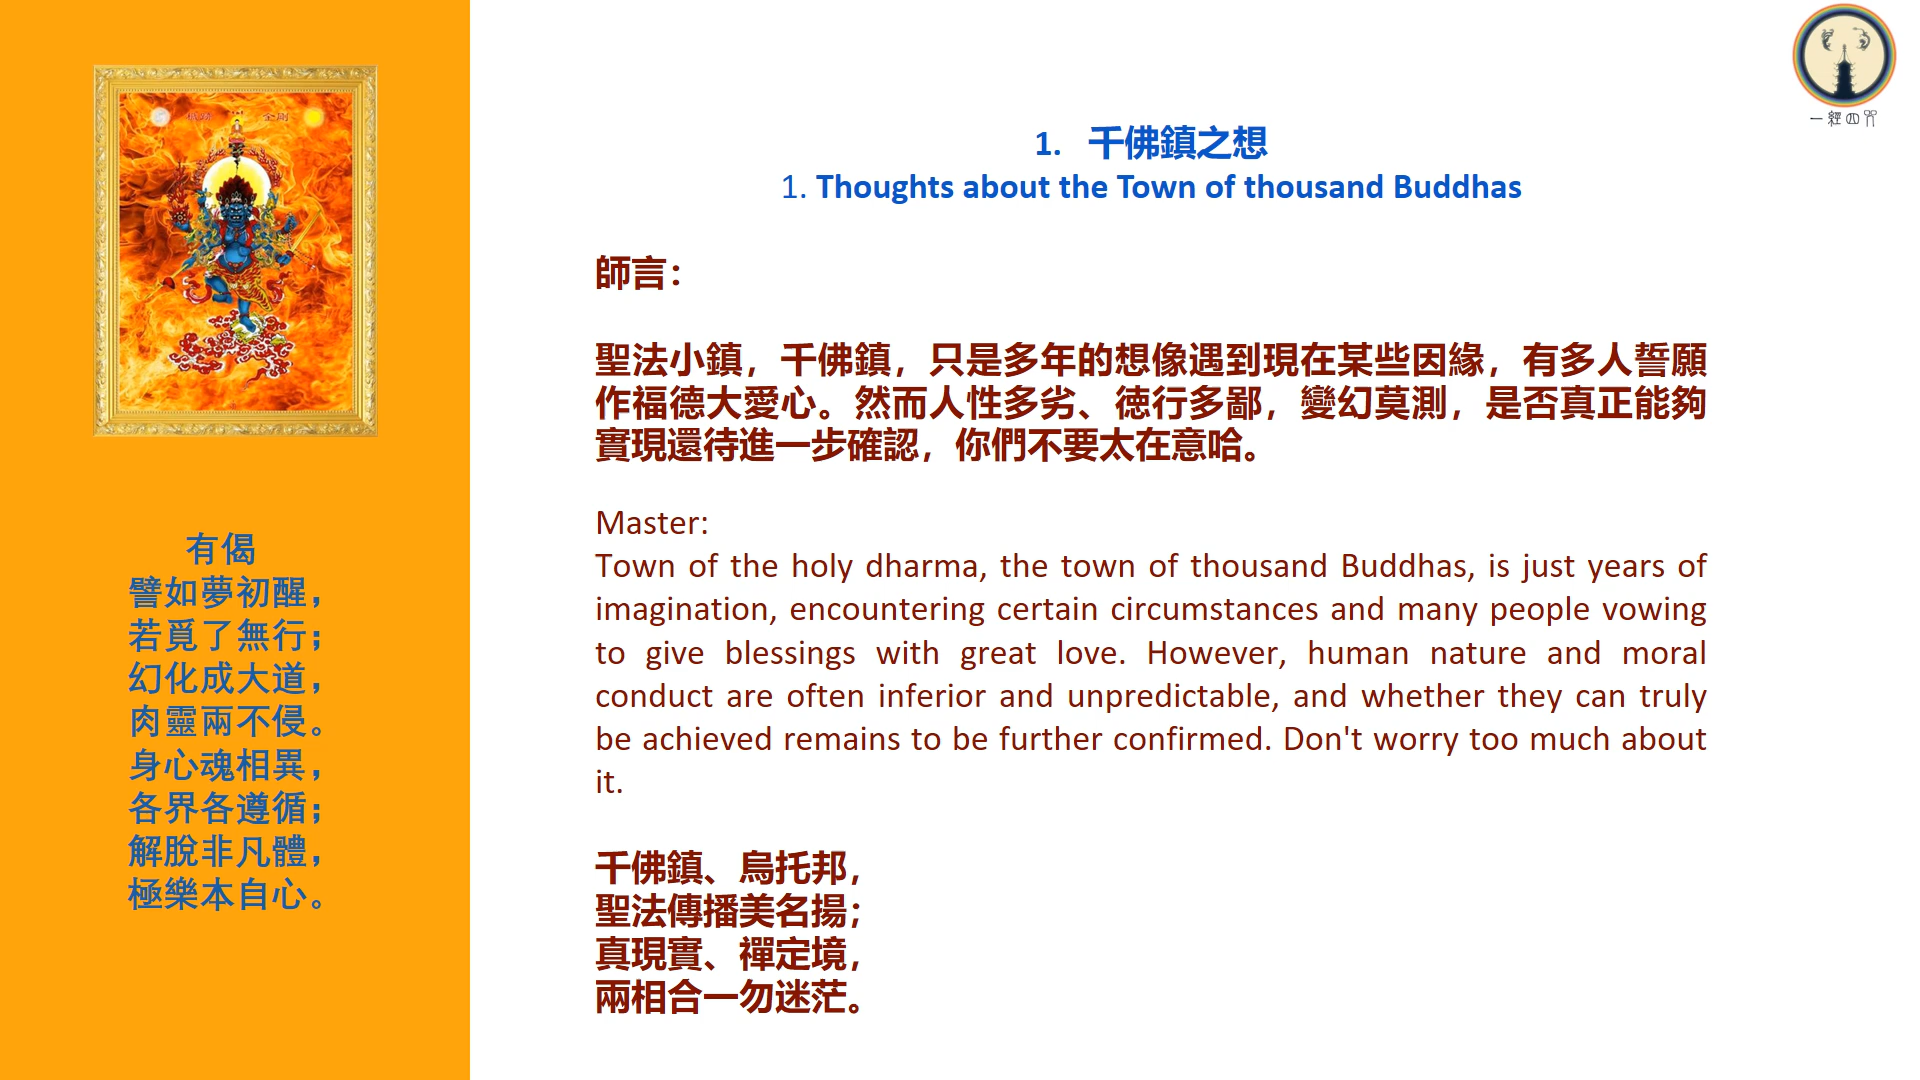 一經四咒
1. 千佛鎮之想
1. Thoughts about the Town of thousand Buddhas
師言：
聖法小鎮，千佛鎮，只是多年的想像遇到現在某些因緣，有多人誓願
作福德大愛心。然而人性多劣、徳行多鄙，變幻莫測，是否真正能夠
實現還待進一步確認，你們不要太在意哈。
Master:
Town of the holy dharma, the town of thousand Buddhas, is just years of
imagination, encountering certain circumstances and many people vowing
to give blessings with great love. However, human nature and moral
conduct are often inferior and unpredictable, and whether they can truly
be achieved remains to be further confirmed. Don't worry too much about
it.
千佛鎮、烏托邦，
聖法傳播美名揚；
真現實、禪定境，
兩相合一勿迷茫。
金剛
有偈
譬如夢初醒，
若覓了無行；
幻化成大道，
肉靈兩不侵。
身心魂相異，
各界各遵循；
解脫非凡體，
極樂本自心。